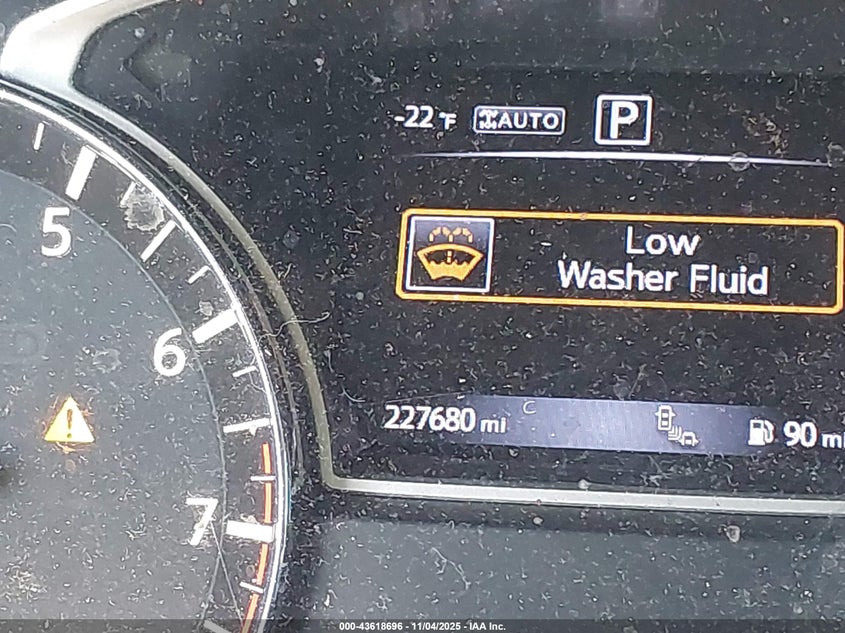 -22 °F AUTO P
5
Low
Washer Fluid
6
227680 mi
90 mi
7
000-43618696 - 11/04/2025 - IAA Inc.